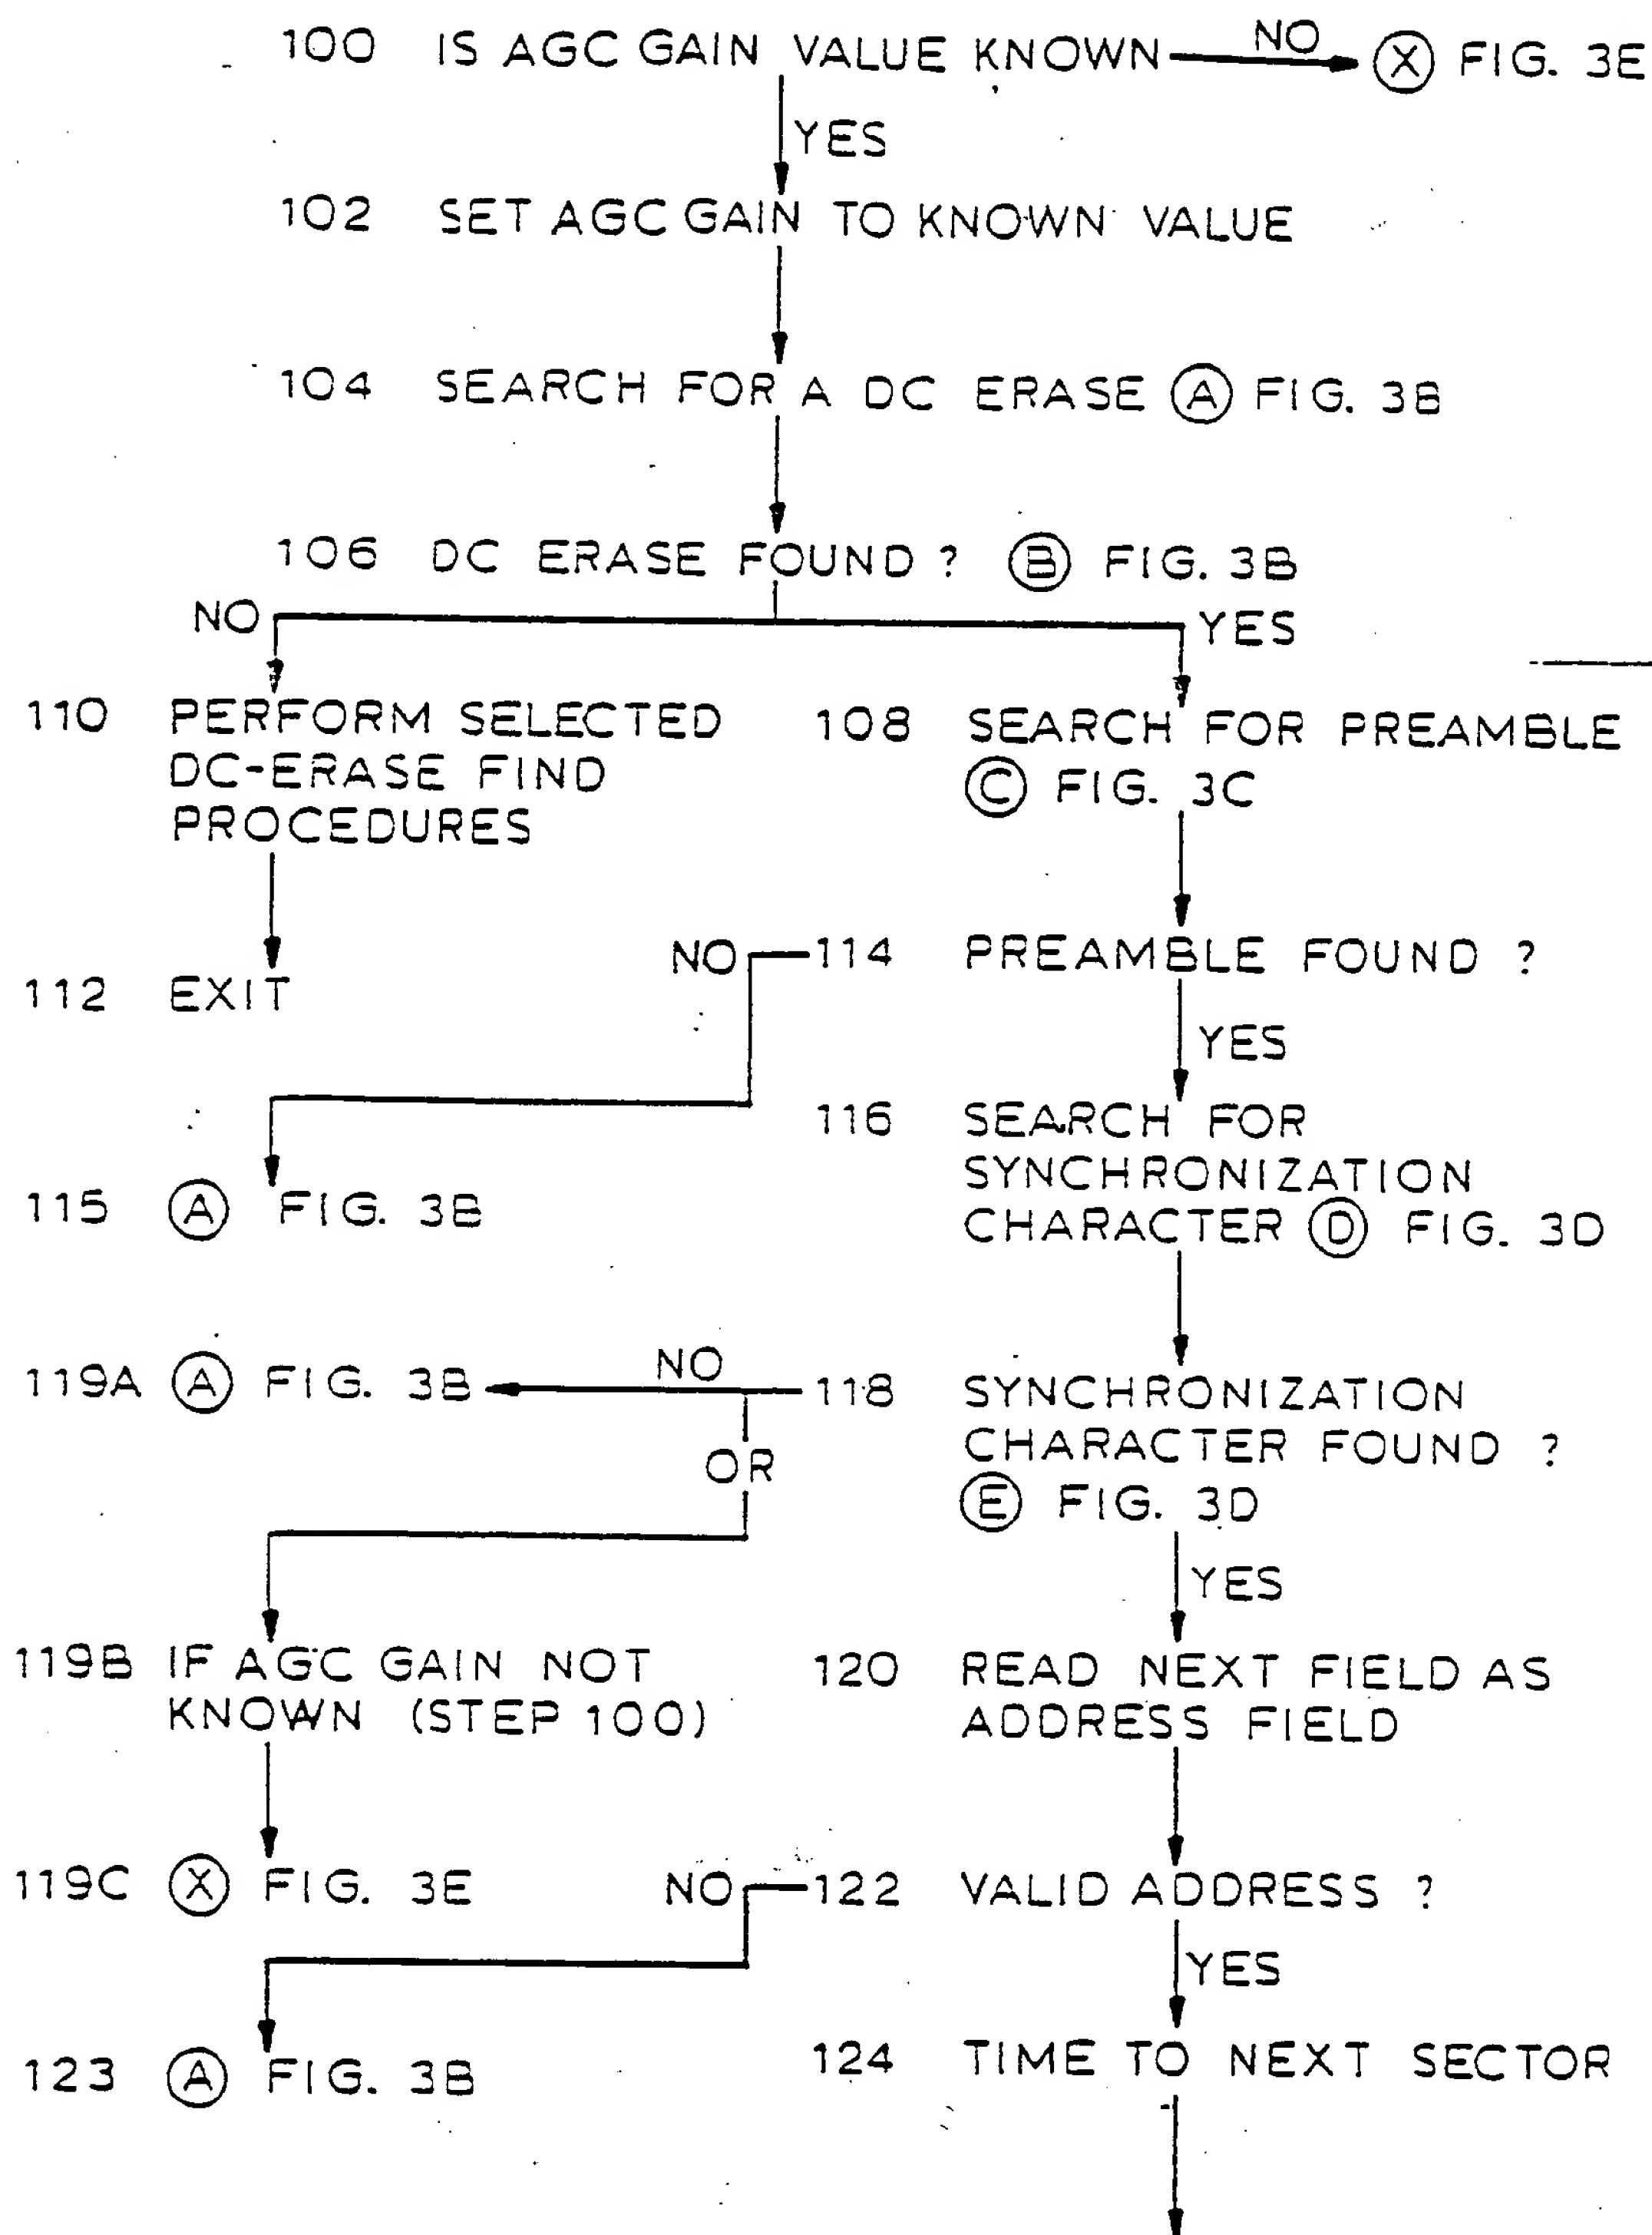 100 IS AGC GAIN VALUE KNOWN NO X FIG. 3E
YES
102 SET AGC GAIN TO KNOWN VALUE
104 SEARCH FOR A DC ERASE A FIG. 3B
106 DC ERASE FOUND ? B FIG. 3B
NO YES
110 PERFORM SELECTED
DC-ERASE FIND
PROCEDURES
108 SEARCH FOR PREAMBLE
C FIG. 3C
112 EXIT
NO 114 PREAMBLE FOUND ?
YES
115 A FIG. 3B
116 SEARCH FOR
SYNCHRONIZATION
CHARACTER D FIG. 3D
119A A FIG. 3B NO 118 SYNCHRONIZATION
CHARACTER FOUND ?
E FIG. 3D
OR
YES
119B IF AGC GAIN NOT
KNOWN (STEP 100)
120 READ NEXT FIELD AS
ADDRESS FIELD
119C X FIG. 3E
NO 122 VALID ADDRESS ?
YES
123 A FIG. 3B
124 TIME TO NEXT SECTOR